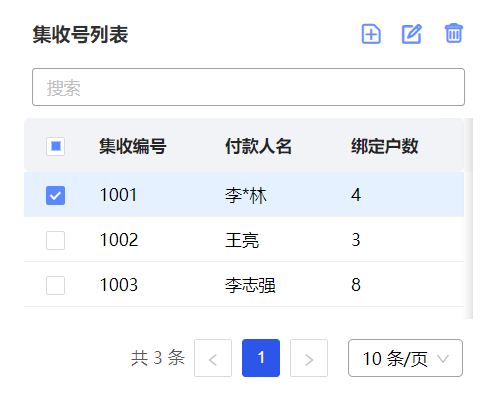 集收号列表
搜索
集收编号 付款人名 绑定户数
1001 李*林 4
1002 王亮 3
1003 李志强 8
共 3 条 1 10 条/页